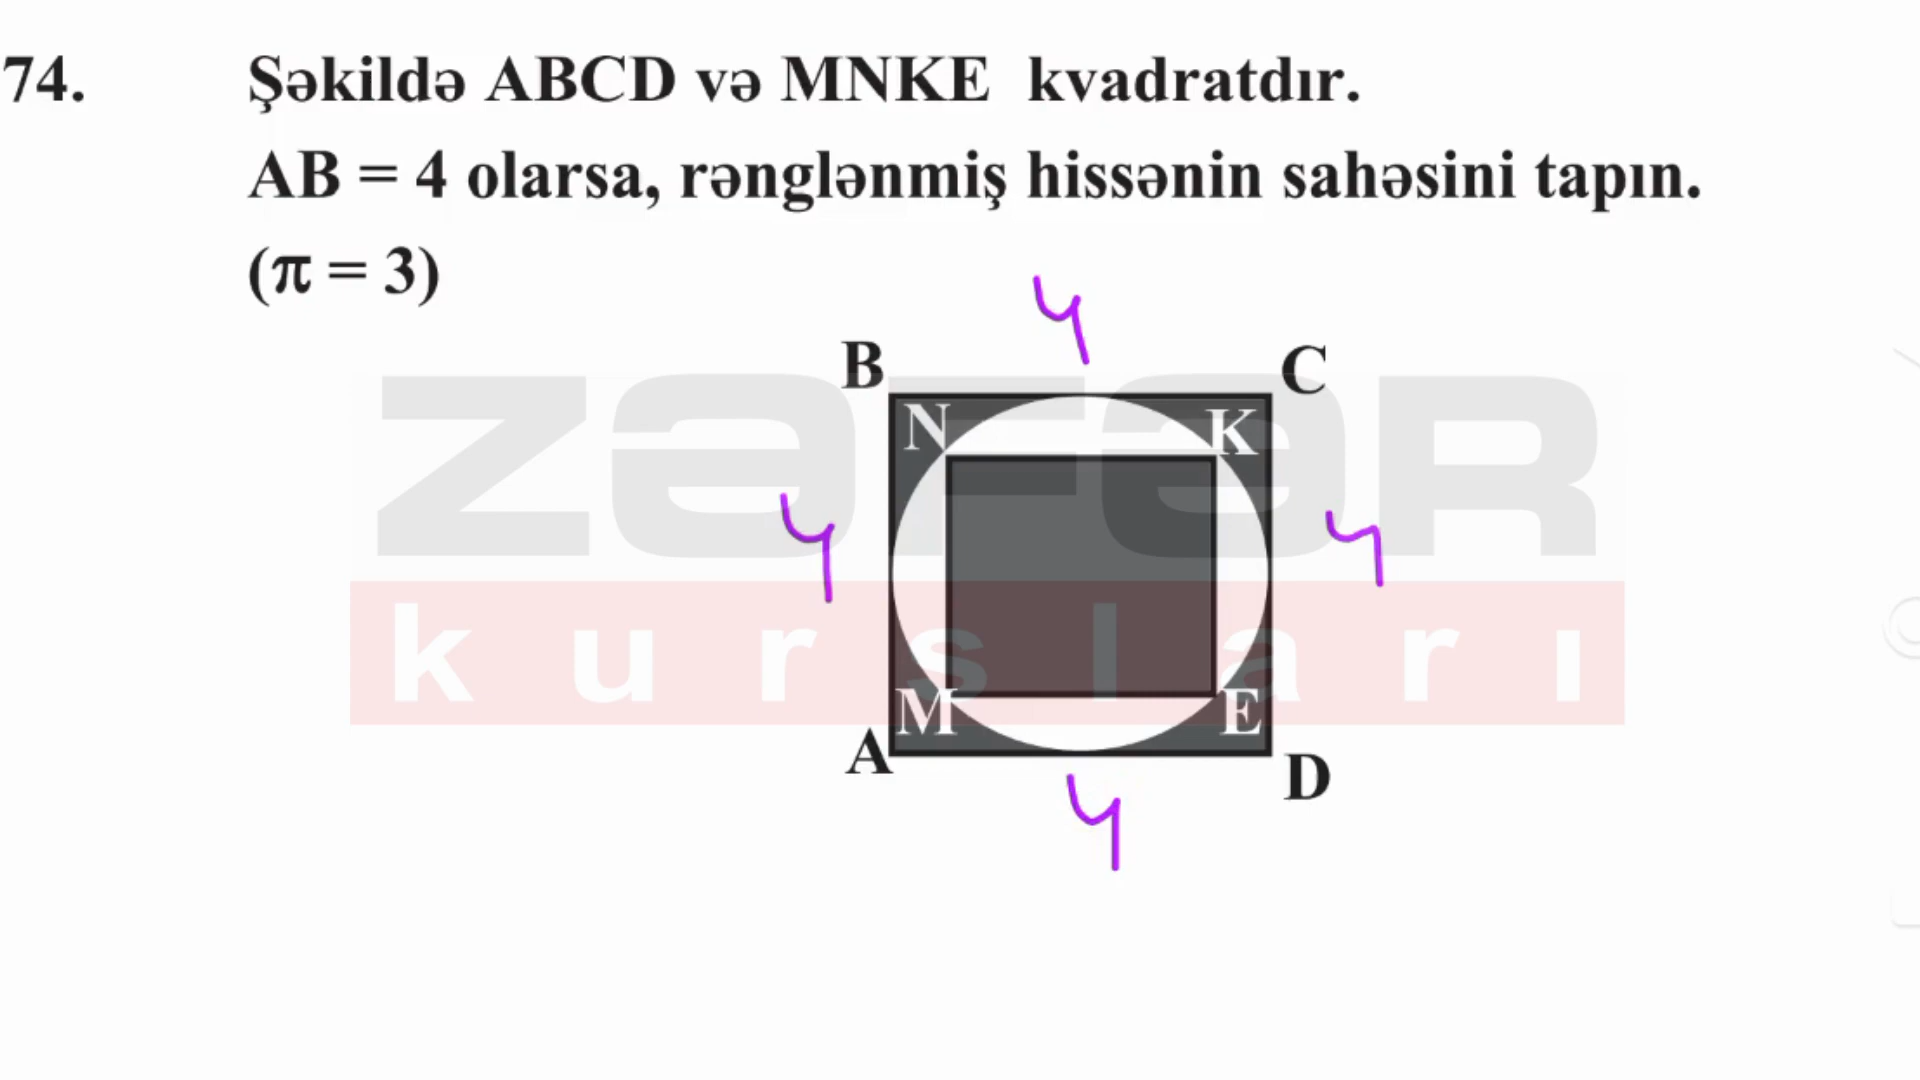 74. Şəkildə ABCD və MNKE kvadratdır.
AB = 4 olarsa, rənglənmiş hissənin sahəsini tapın.
(π = 3)
4
B C
N K
ZƏFƏR
4 4
kursları
M E
A D
4